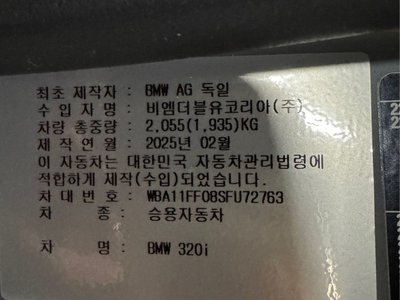 최초 제작자 : BMW AG 독일
수 입 자 명 : 비엠더블유코리아(주)
차량 총중량 : 2,055(1,935)KG
제 작 연 월 : 2025년 02월
이 자동차는 대한민국 자동차관리법령에
적합하게 제작(수입)되었습니다.
차 대 번 호 : WBA11FF08SFU72763
차 종 : 승용자동차
차 명 : BMW 320i